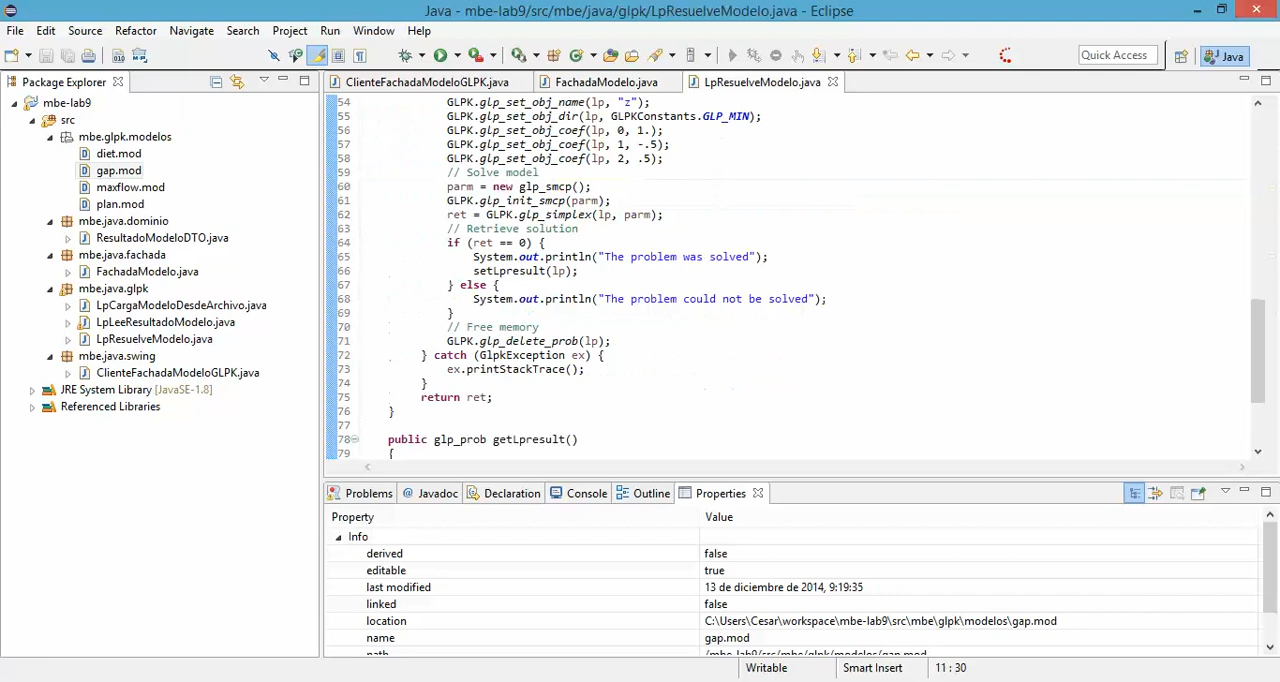 Java - mbe-lab9/src/mbe/java/glpk/LpResuelveModelo.java - Eclipse
File Edit Source Refactor Navigate Search Project Run Window Help
Quick Access
Java
Package Explorer
ClienteFachadaModeloGLPK.java
FachadaModelo.java
LpResuelveModelo.java
mbe-lab9
src
mbe.glpk.modelos
diet.mod
gap.mod
maxflow.mod
plan.mod
mbe.java.dominio
ResultadoModeloDTO.java
mbe.java.fachada
FachadaModelo.java
mbe.java.glpk
LpCargaModeloDesdeArchivo.java
LpLeeResultadoModelo.java
LpResuelveModelo.java
mbe.java.swing
ClienteFachadaModeloGLPK.java
JRE System Library [JavaSE-1.8]
Referenced Libraries
54 GLPK.glp_set_obj_name(lp, "z");
55 GLPK.glp_set_obj_dir(lp, GLPKConstants.GLP_MIN);
56 GLPK.glp_set_obj_coef(lp, 0, 1.);
57 GLPK.glp_set_obj_coef(lp, 1, -.5);
58 GLPK.glp_set_obj_coef(lp, 2, .5);
59 // Solve model
60 parm = new glp_smcp();
61 GLPK.glp_init_smcp(parm);
62 ret = GLPK.glp_simplex(lp, parm);
63 // Retrieve solution
64 if (ret == 0) {
65 System.out.println("The problem was solved");
66 setLpresult(lp);
67 } else {
68 System.out.println("The problem could not be solved");
69 }
70 // Free memory
71 GLPK.glp_delete_prob(lp);
72 } catch (GlpkException ex) {
73 ex.printStackTrace();
74 }
75 return ret;
76 }
77
78 public glp_prob getLpresult()
79 {
Problems @ Javadoc Declaration Console Outline Properties
Property Value
Info
derived false
editable true
last modified 13 de diciembre de 2014, 9:19:35
linked false
location C:\Users\Cesar\workspace\mbe-lab9\src\mbe\glpk\modelos\gap.mod
name gap.mod
path /mbe-lab9/src/mbe/glpk/modelos/gap.mod
Writable Smart Insert 11 : 30